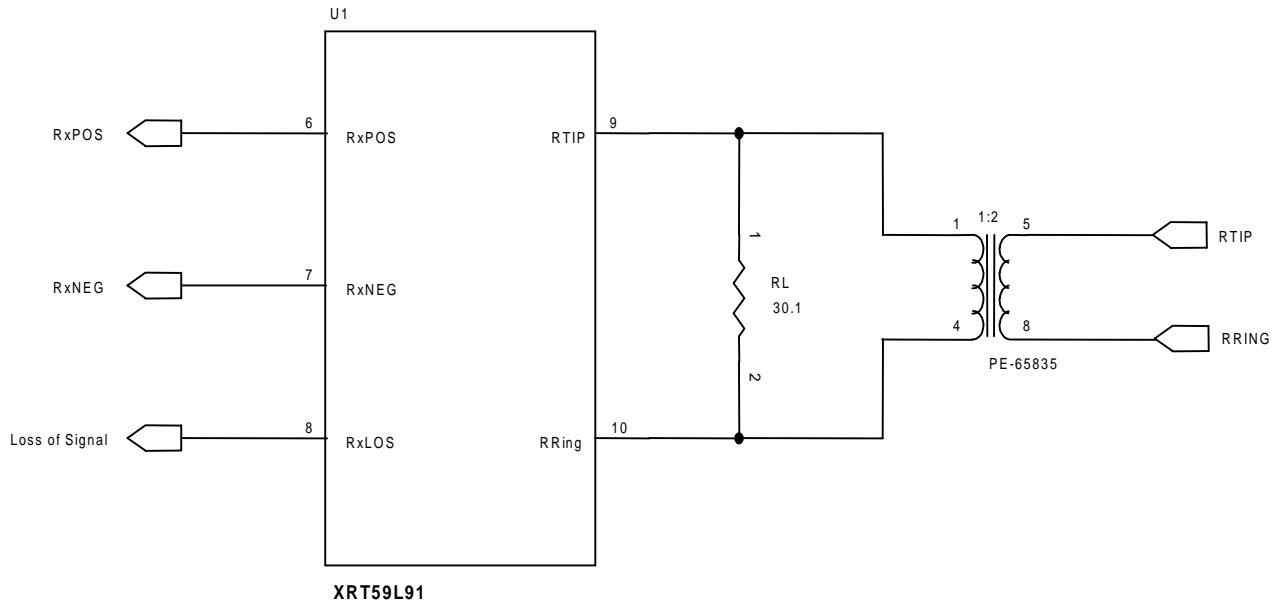 U1
6
9
RxPOS
RxPOS
RTIP
1
1:2
5
1
RTIP
7
RL
RxNEG
RxNEG
30.1
4
8
RRING
PE-65835
2
8
10
Loss of Signal
RxLOS
RRing
XRT59L91